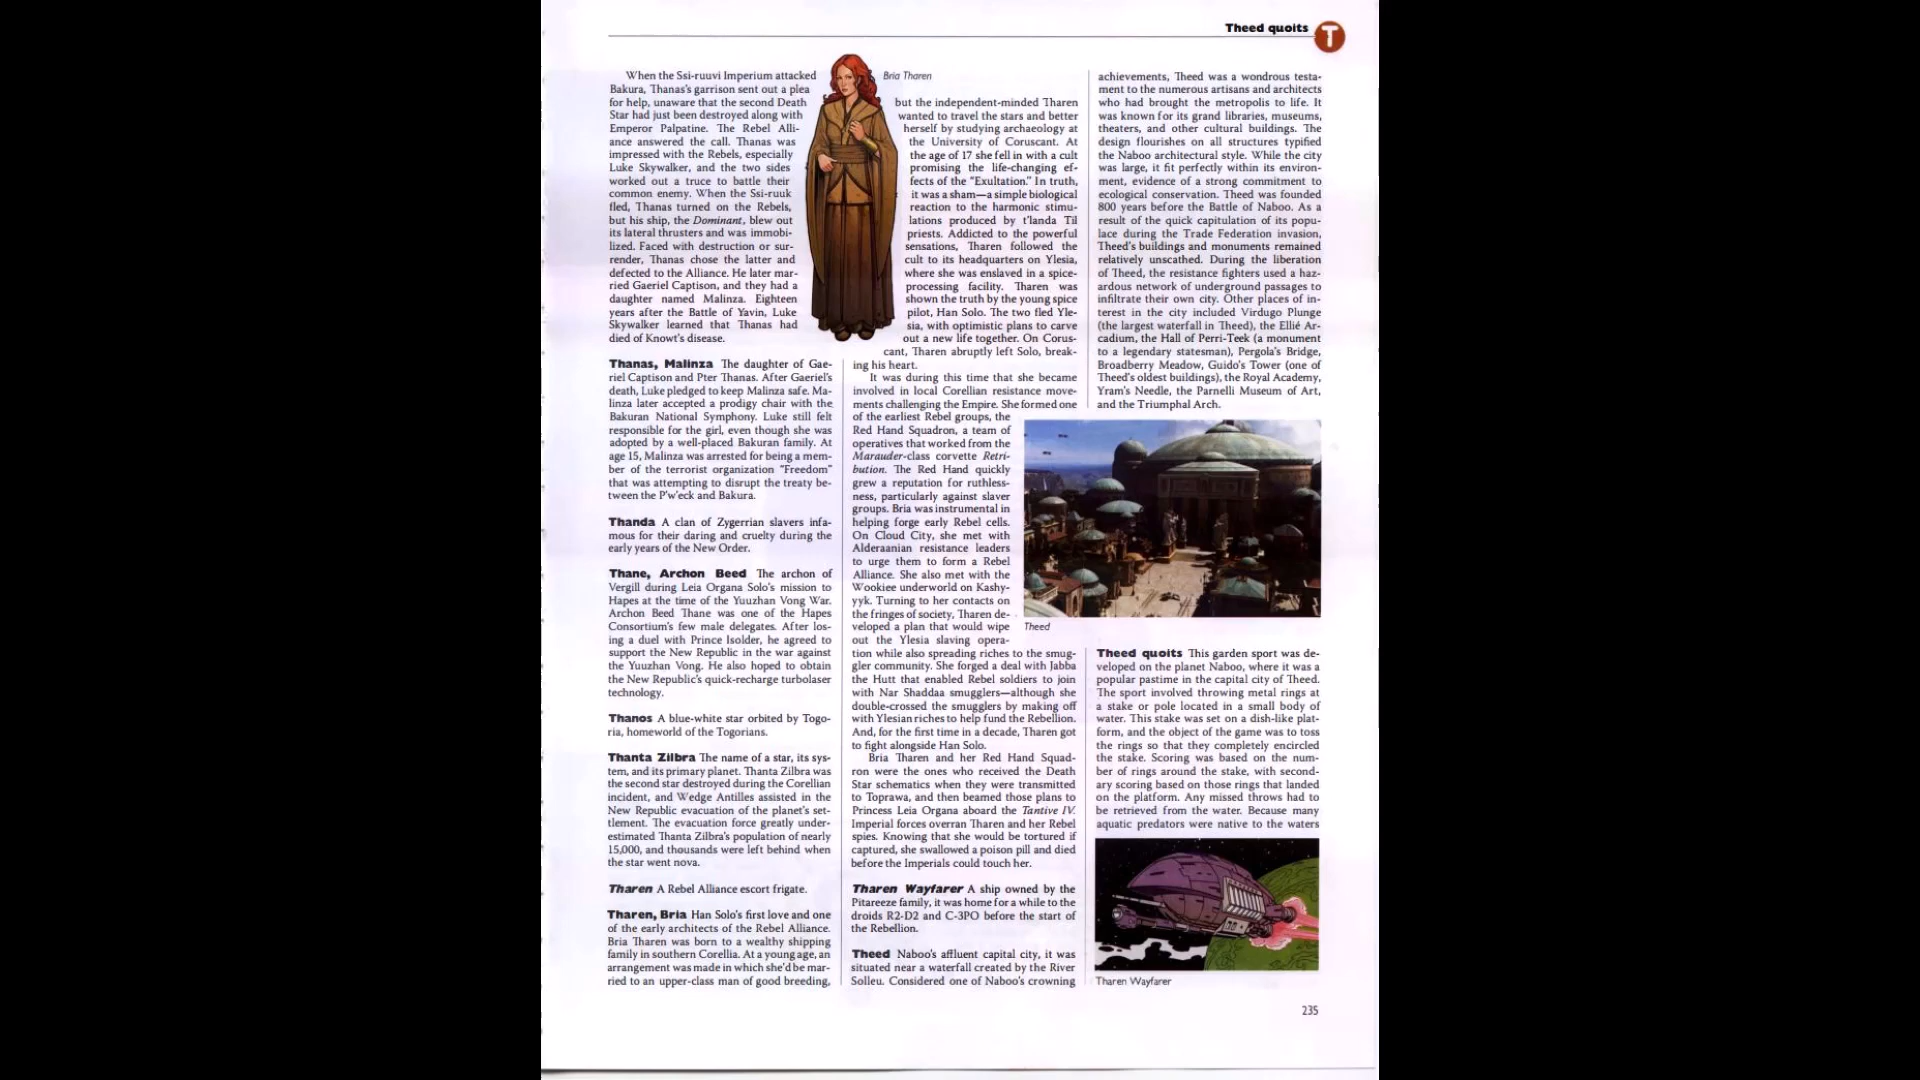 Theed quoits
T
When the Ssi-ruuvi Imperium attacked
Bakura, Thanas's garrison sent out a plea
for help, unaware that the second Death
Star had just been destroyed along with
Emperor Palpatine. The Rebel Alli-
ance answered the call. Thanas was
impressed with the Rebels, especially
Luke Skywalker, and the two sides
worked out a truce to battle their
common enemy. When the Ssi-ruuk
fled, Thanas turned on the Rebels,
but his ship, the Dominant, blew out
its lateral thrusters and was immobi-
lized. Faced with destruction or sur-
render, Thanas chose the latter and
defected to the Alliance. He later mar-
ried Gaeriel Captison, and they had a
daughter named Malinza. Eighteen
years after the Battle of Yavin, Luke
Skywalker learned that Thanas had
died of Knowt's disease.
Thanas, Malinza The daughter of Gae-
riel Captison and Pter Thanas. After Gaeriel's
death, Luke pledged to keep Malinza safe. Ma-
linza later accepted a prodigy chair with the
Bakuran National Symphony. Luke still felt
responsible for the girl, even though she was
adopted by a well-placed Bakuran family. At
age 15, Malinza was arrested for being a mem-
ber of the terrorist organization "Freedom"
that was attempting to disrupt the treaty be-
tween the P'w'eck and Bakura.
Thanda A clan of Zygerrian slavers infa-
mous for their daring and cruelty during the
early years of the New Order.
Thane, Archon Beed The archon of
Vergill during Leia Organa Solo's mission to
Hapes at the time of the Yuuzhan Vong War.
Archon Beed Thane was one of the Hapes
Consortium's few male delegates. After los-
ing a duel with Prince Isolder, he agreed to
support the New Republic in the war against
the Yuuzhan Vong. He also hoped to obtain
the New Republic's quick-recharge turbolaser
technology.
Thanos A blue-white star orbited by Togo-
ria, homeworld of the Togorians.
Thanta Zilbra The name of a star, its sys-
tem, and its primary planet. Thanta Zilbra was
the second star destroyed during the Corellian
incident, and Wedge Antilles assisted in the
New Republic evacuation of the planet's set-
tlement. The evacuation force greatly under-
estimated Thanta Zilbra's population of nearly
15,000, and thousands were left behind when
the star went nova.
Tharen A Rebel Alliance escort frigate.
Tharen, Bria Han Solo's first love and one
of the early architects of the Rebel Alliance.
Bria Tharen was born to a wealthy shipping
family in southern Corellia. At a young age, an
arrangement was made in which she'd be mar-
ried to an upper-class man of good breeding,
Bria Tharen
but the independent-minded Tharen
wanted to travel the stars and better
herself by studying archaeology at
the University of Coruscant. At
the age of 17 she fell in with a cult
promising the life-changing ef-
fects of the "Exultation." In truth,
it was a sham—a simple biological
reaction to the harmonic stimu-
lations produced by t'landa Til
priests. Addicted to the powerful
sensations, Tharen followed the
cult to its headquarters on Ylesia,
where she was enslaved in a spice-
processing facility. Tharen was
shown the truth by the young spice
pilot, Han Solo. The two fled Yle-
sia, with optimistic plans to carve
out a new life together. On Corus-
cant, Tharen abruptly left Solo, break-
ing his heart.
It was during this time that she became
involved in local Corellian resistance move-
ments challenging the Empire. She formed one
of the earliest Rebel groups, the
Red Hand Squadron, a team of
operatives that worked from the
Marauder-class corvette Retri-
bution. The Red Hand quickly
grew a reputation for ruthless-
ness, particularly against slaver
groups. Bria was instrumental in
helping forge early Rebel cells.
On Cloud City, she met with
Alderaanian resistance leaders
to urge them to form a Rebel
Alliance. She also met with the
Wookiee underworld on Kashy-
yyk. Turning to her contacts on
the fringes of society, Tharen de-
veloped a plan that would wipe
out the Ylesia slaving opera-
tion while also spreading riches to the smug-
gler community. She forged a deal with Jabba
the Hutt that enabled Rebel soldiers to join
with Nar Shaddaa smugglers—although she
double-crossed the smugglers by making off
with Ylesian riches to help fund the Rebellion.
And, for the first time in a decade, Tharen got
to fight alongside Han Solo.
Bria Tharen and her Red Hand Squad-
ron were the ones who received the Death
Star schematics when they were transmitted
to Toprawa, and then beamed those plans to
Princess Leia Organa aboard the Tantive IV.
Imperial forces overran Tharen and her Rebel
spies. Knowing that she would be tortured if
captured, she swallowed a poison pill and died
before the Imperials could touch her.
Tharen Wayfarer A ship owned by the
Pitareeze family, it was home for a while to the
droids R2-D2 and C-3PO before the start of
the Rebellion.
Theed Naboo's affluent capital city, it was
situated near a waterfall created by the River
Solleu. Considered one of Naboo's crowning
achievements, Theed was a wondrous testa-
ment to the numerous artisans and architects
who had brought the metropolis to life. It
was known for its grand libraries, museums,
theaters, and other cultural buildings. The
design flourishes on all structures typified
the Naboo architectural style. While the city
was large, it fit perfectly within its environ-
ment, evidence of a strong commitment to
ecological conservation. Theed was founded
800 years before the Battle of Naboo. As a
result of the quick capitulation of its popu-
lace during the Trade Federation invasion,
Theed's buildings and monuments remained
relatively unscathed. During the liberation
of Theed, the resistance fighters used a haz-
ardous network of underground passages to
infiltrate their own city. Other places of in-
terest in the city included Virdugo Plunge
(the largest waterfall in Theed), the Ellié Ar-
cadium, the Hall of Perri-Teek (a monument
to a legendary statesman), Pergola's Bridge,
Broadberry Meadow, Guido's Tower (one of
Theed's oldest buildings), the Royal Academy,
Yram's Needle, the Parnelli Museum of Art,
and the Triumphal Arch.
Theed
Theed quoits This garden sport was de-
veloped on the planet Naboo, where it was a
popular pastime in the capital city of Theed.
The sport involved throwing metal rings at
a stake or pole located in a small body of
water. This stake was set on a dish-like plat-
form, and the object of the game was to toss
the rings so that they completely encircled
the stake. Scoring was based on the num-
ber of rings around the stake, with second-
ary scoring based on those rings that landed
on the platform. Any missed throws had to
be retrieved from the water. Because many
aquatic predators were native to the waters
Tharen Wayfarer
235